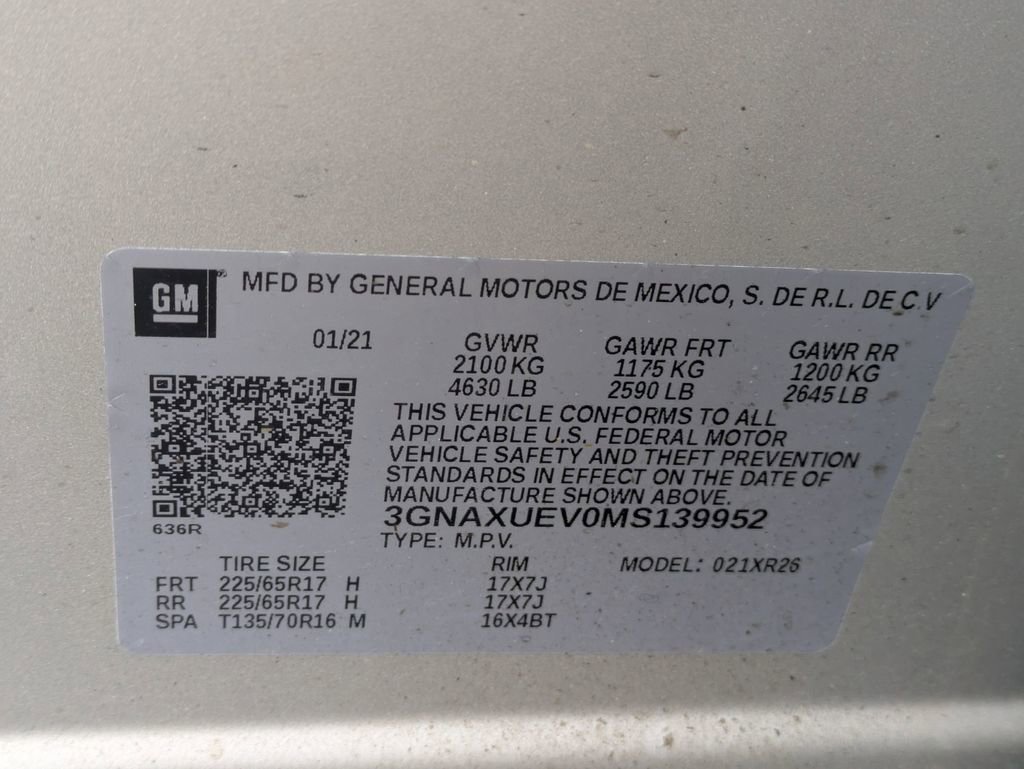 GM MFD BY GENERAL MOTORS DE MEXICO, S. DE R.L. DE C.V
01/21 GVWR GAWR FRT GAWR RR
2100 KG 1175 KG 1200 KG
4630 LB 2590 LB 2645 LB
THIS VEHICLE CONFORMS TO ALL
APPLICABLE U.S. FEDERAL MOTOR
VEHICLE SAFETY AND THEFT PREVENTION
STANDARDS IN EFFECT ON THE DATE OF
MANUFACTURE SHOWN ABOVE.
3GNAXUEV0MS139952
636R
TYPE: M.P.V.
TIRE SIZE RIM MODEL: 021XR26
FRT 225/65R17 H 17X7J
RR 225/65R17 H 17X7J
SPA T135/70R16 M 16X4BT